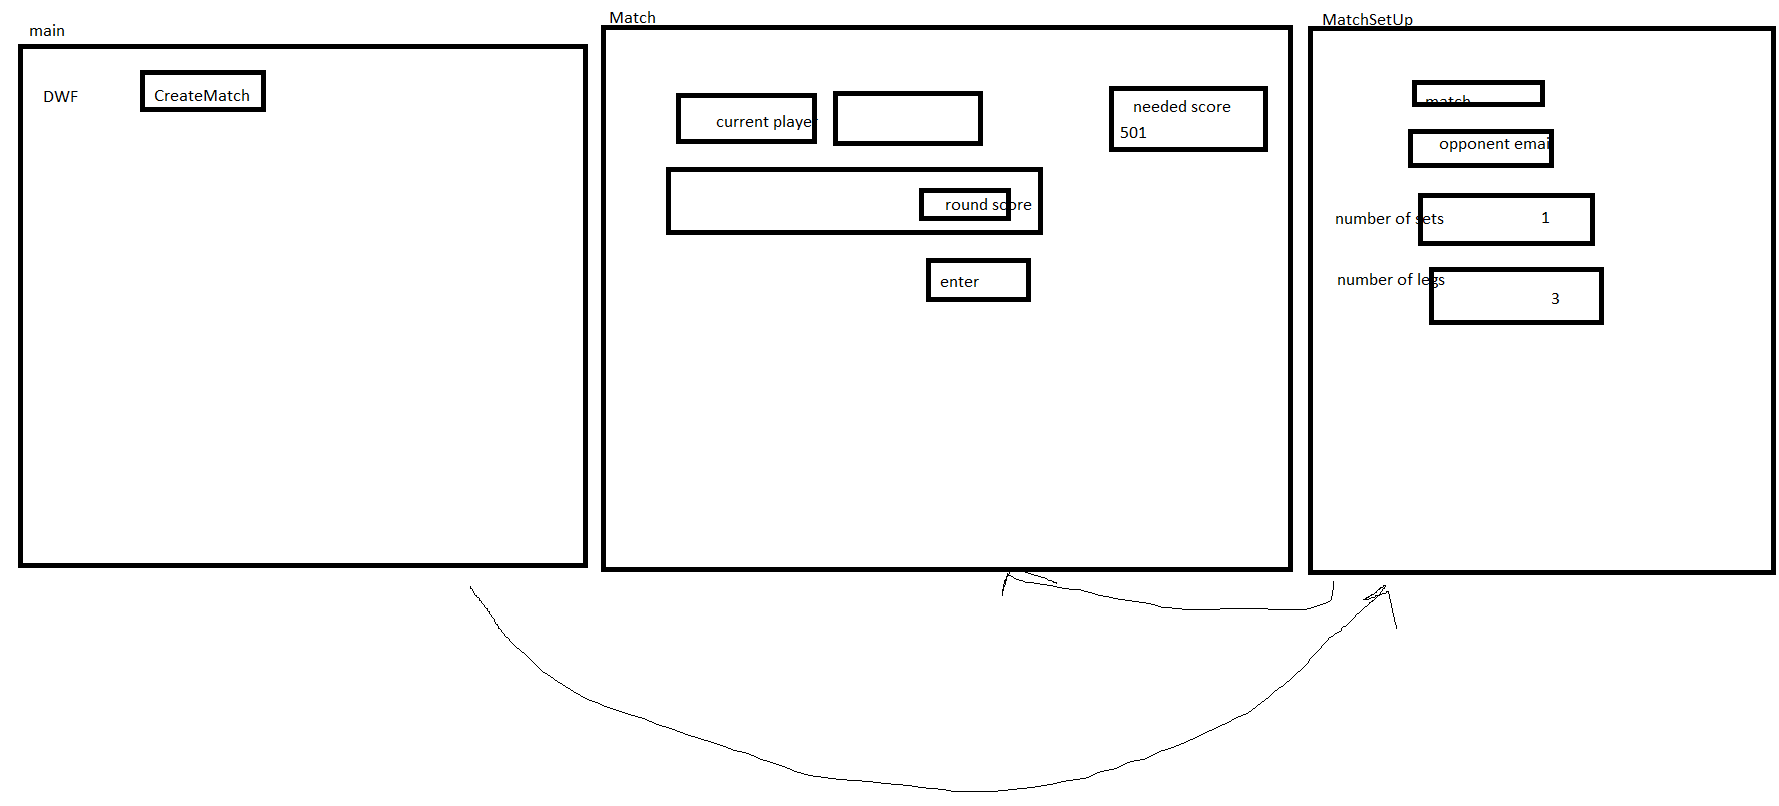 main
DWF
CreateMatch
Match
current player
needed score
501
round score
enter
MatchSetUp
match
opponent emai
number of sets
1
number of legs
3